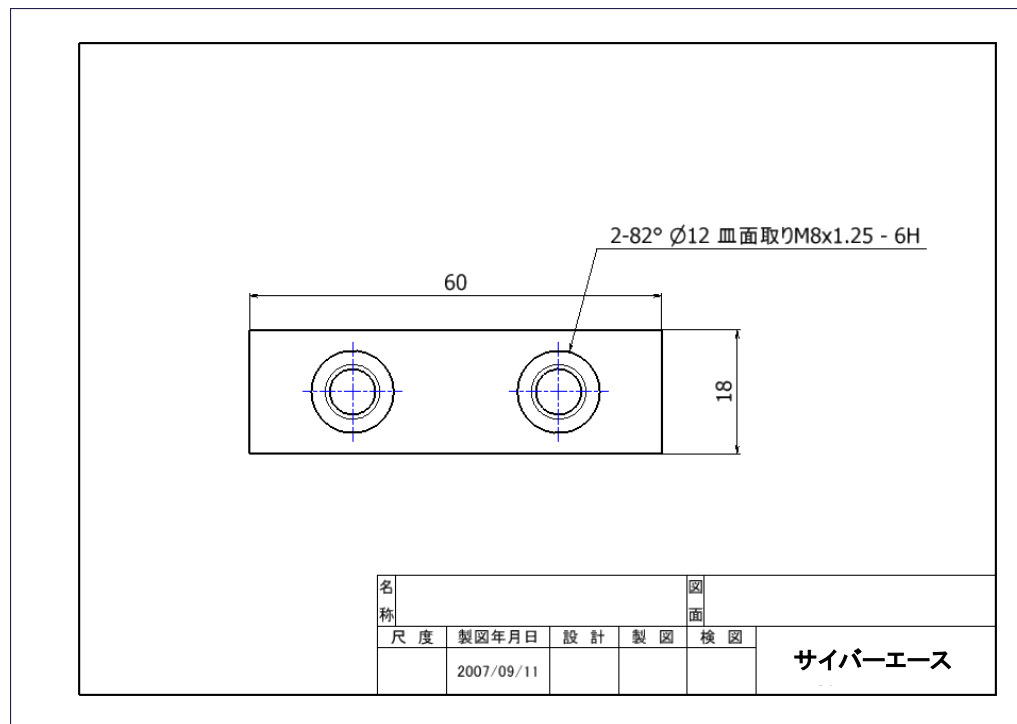 2-82° Ø12 皿面取りM8x1.25 - 6H
60
18
名称
図面
尺 度 製図年月日 設 計 製 図 検 図
2007/09/11
サイバーエース